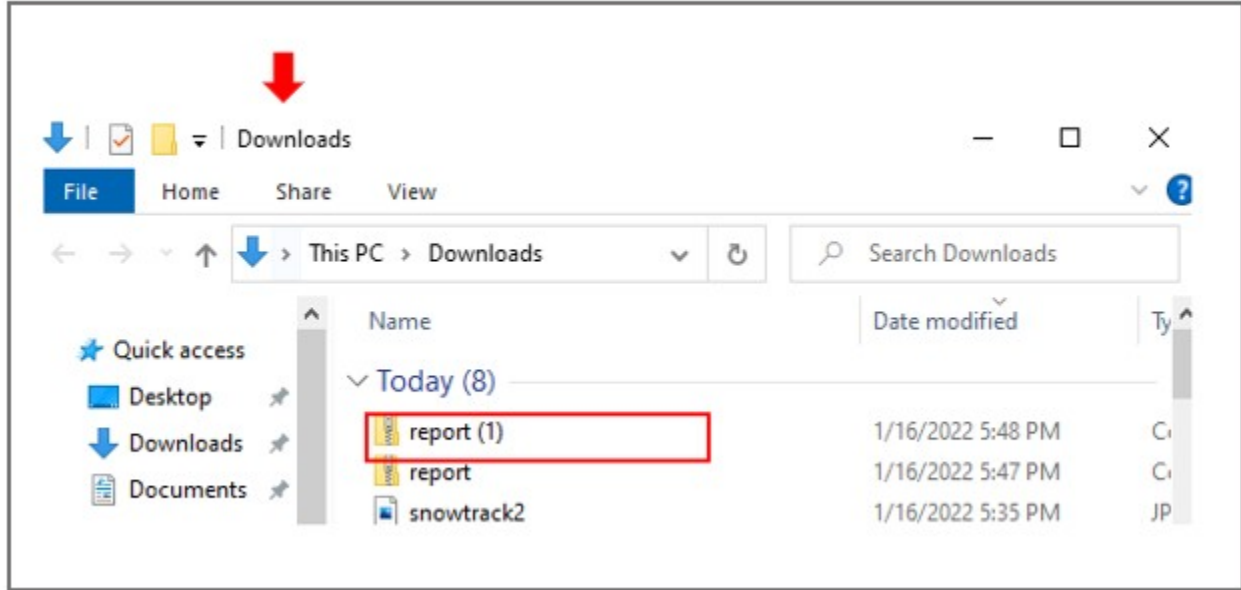 Downloads
File Home Share View
This PC > Downloads Search Downloads
Name Date modified Ty
Quick access
Today (8)
Desktop
report (1) 1/16/2022 5:48 PM
Downloads
report 1/16/2022 5:47 PM
Documents
snowtrack2 1/16/2022 5:35 PM JP